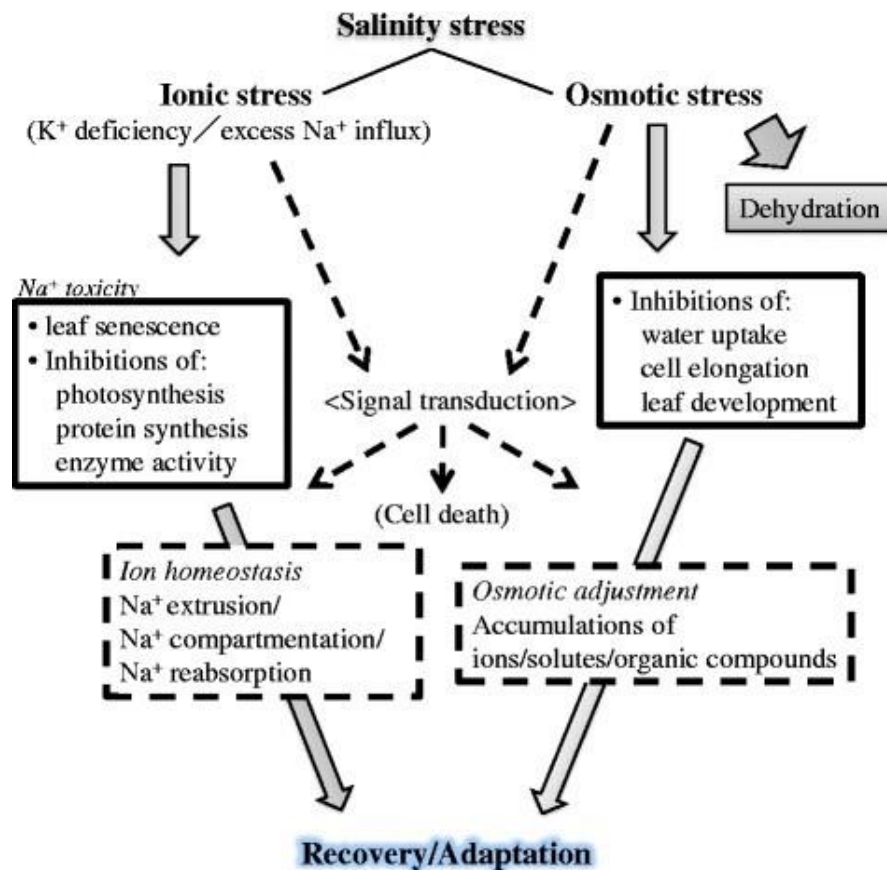 Salinity stress
Ionic stress
(K⁺ deficiency／excess Na⁺ influx)
Osmotic stress
Dehydration
Na⁺ toxicity
• leaf senescence
• Inhibitions of:
photosynthesis
protein synthesis
enzyme activity
• Inhibitions of:
water uptake
cell elongation
leaf development
<Signal transduction>
(Cell death)
Ion homeostasis
Na⁺ extrusion/
Na⁺ compartmentation/
Na⁺ reabsorption
Osmotic adjustment
Accumulations of
ions/solutes/organic compounds
Recovery/Adaptation